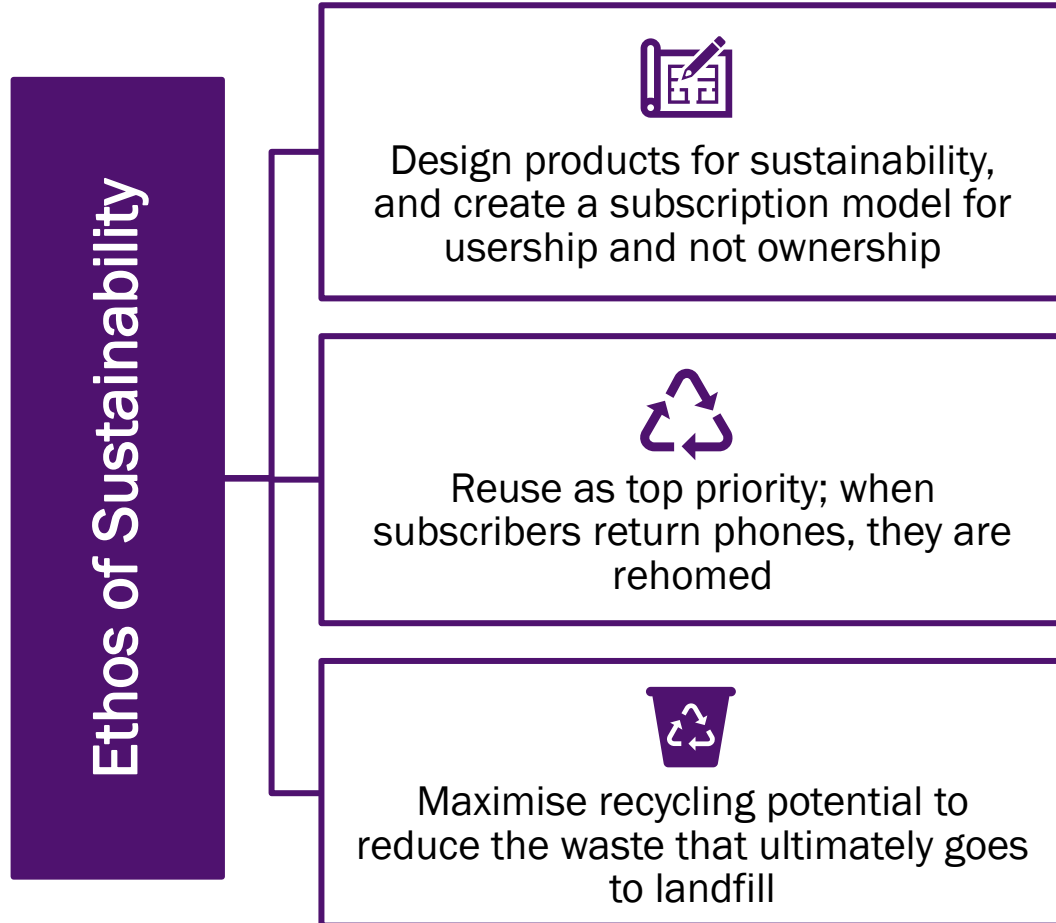 Ethos of Sustainability
Design products for sustainability,
and create a subscription model for
usership and not ownership
Reuse as top priority; when
subscribers return phones, they are
rehomed
Maximise recycling potential to
reduce the waste that ultimately goes
to landfill